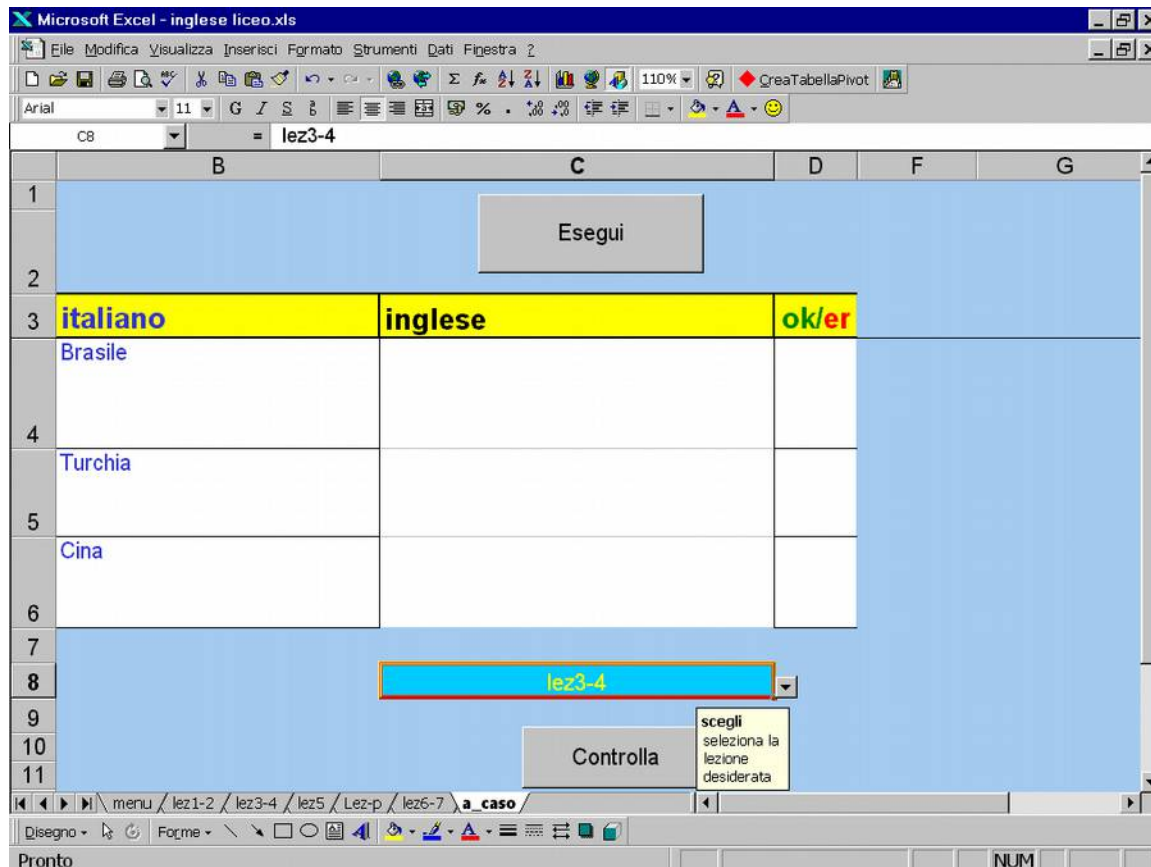 Microsoft Excel - inglese liceo.xls
File Modifica Visualizza Inserisci Formato Strumenti Dati Finestra ?
110% CreaTabellaPivot
Arial 11 G I S
C8 = lez3-4
B C D F G
1
Esegui
2
3 italiano inglese ok/er
Brasile
4
Turchia
5
Cina
6
7
8 lez3-4
9
scegli
10 seleziona la
Controlla lezione
11 desiderata
menu lez1-2 lez3-4 lez5 Lez-p lez6-7 a_caso
Disegno Forme
Pronto NUM